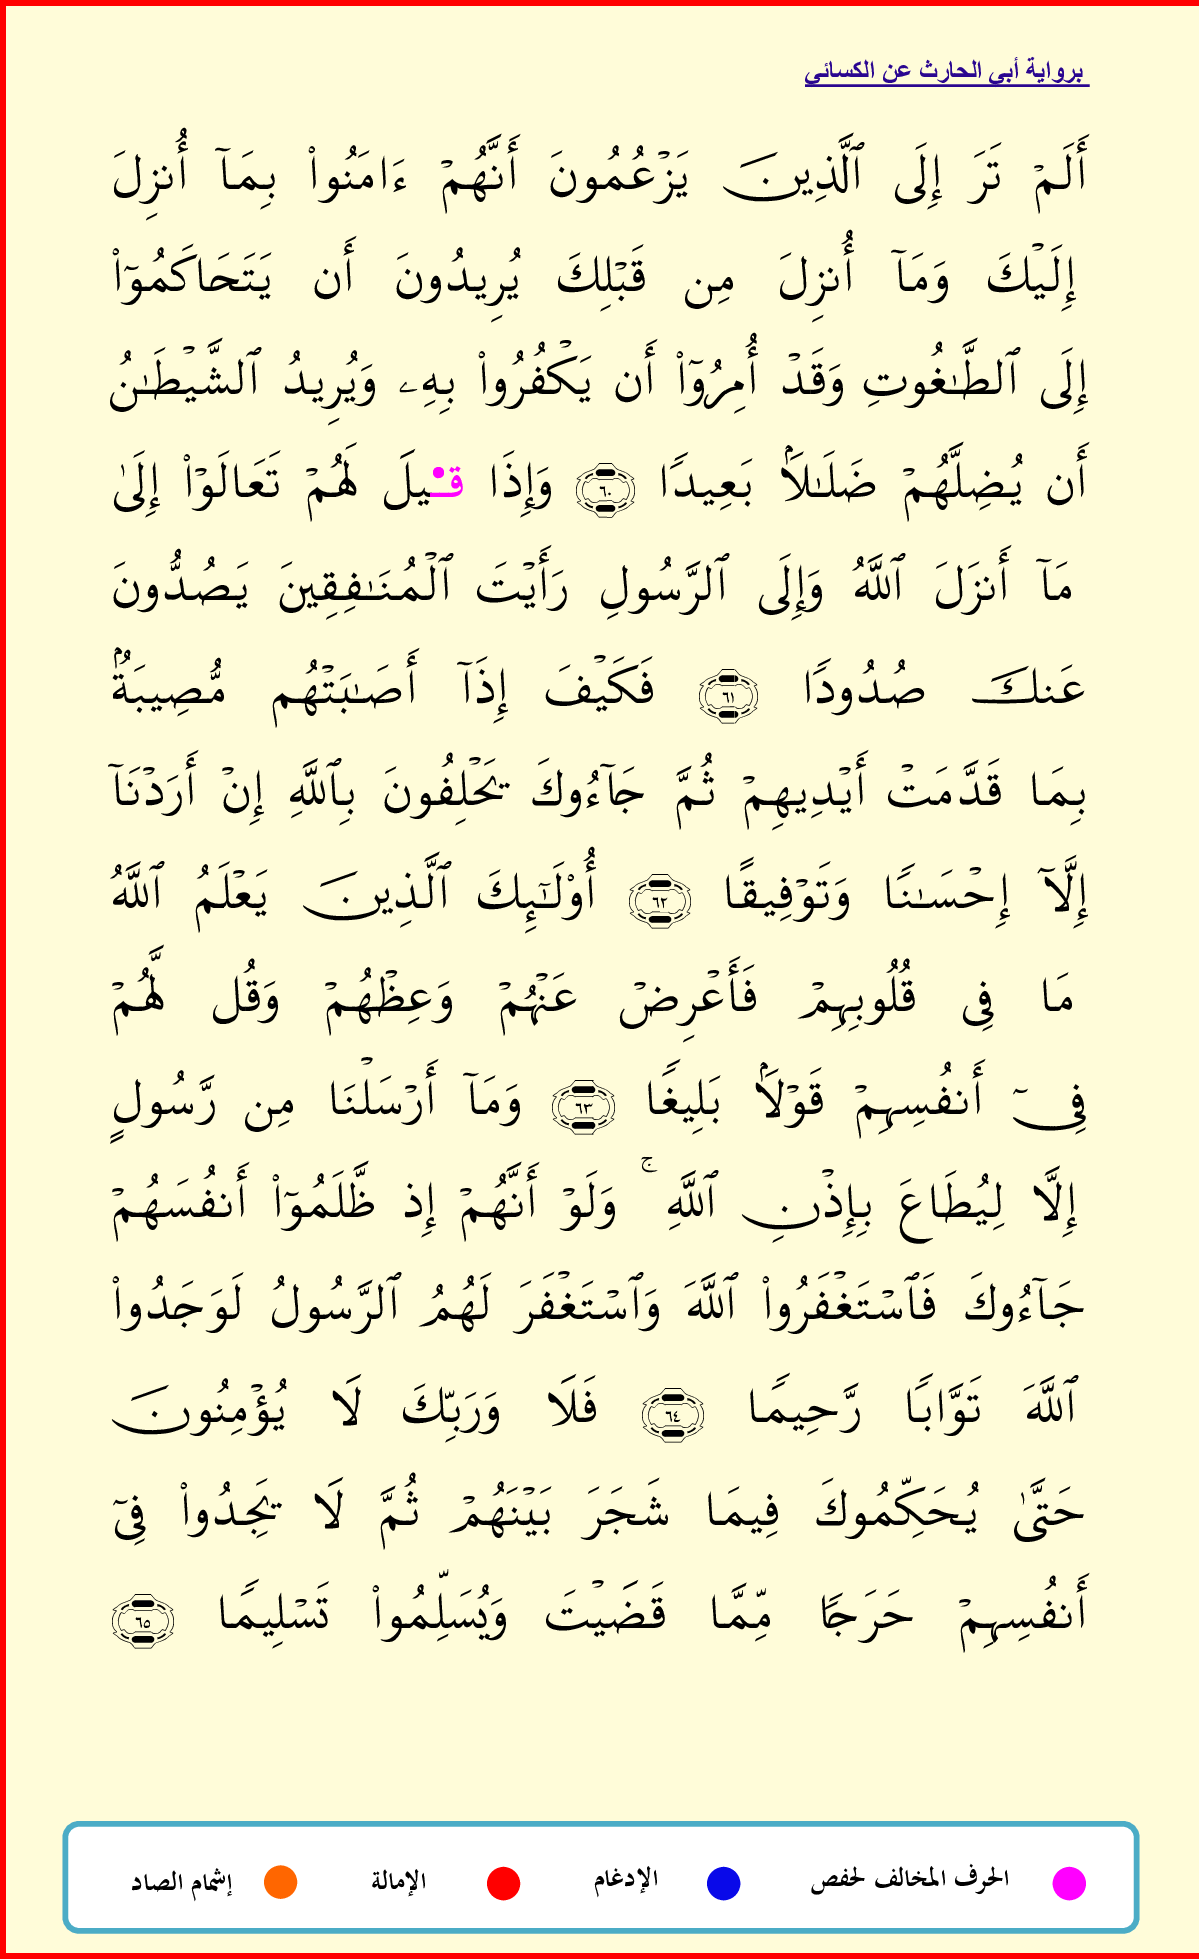 برواية أبي الحارث عن الكسائي
أَلَمۡ تَرَ إِلَى ٱلَّذِينَ يَزۡعُمُونَ أَنَّهُمۡ ءَامَنُواْ بِمَآ أُنزِلَ
إِلَيۡكَ وَمَآ أُنزِلَ مِن قَبۡلِكَ يُرِيدُونَ أَن يَتَحَاكَمُوٓاْ
إِلَى ٱلطَّـٰغُوتِ وَقَدۡ أُمِرُوٓاْ أَن يَكۡفُرُواْ بِهِۦ وَيُرِيدُ ٱلشَّيۡطَـٰنُ
أَن يُضِلَّهُمۡ ضَلَـٰلَاۢ بَعِيدٗا ٦٠ وَإِذَا قـ۬يلَ لَهُمۡ تَعَالَوۡاْ إِلَىٰ
مَآ أَنزَلَ ٱللَّهُ وَإِلَى ٱلرَّسُولِ رَأَيۡتَ ٱلۡمُنَـٰفِقِينَ يَصُدُّونَ
عَنكَ صُدُودٗا ٦١ فَكَيۡفَ إِذَآ أَصَـٰبَتۡهُم مُّصِيبَةُۢ
بِمَا قَدَّمَتۡ أَيۡدِيهِمۡ ثُمَّ جَآءُوكَ يَحۡلِفُونَ بِٱللَّهِ إِنۡ أَرَدۡنَآ
إِلَّآ إِحۡسَـٰنٗا وَتَوۡفِيقًا ٦٢ أُوْلَـٰٓئِكَ ٱلَّذِينَ يَعۡلَمُ ٱللَّهُ
مَا فِى قُلُوبِهِمۡ فَأَعۡرِضۡ عَنۡهُمۡ وَعِظۡهُمۡ وَقُل لَّهُمۡ
فِىٓ أَنفُسِهِمۡ قَوۡلَاۢ بَلِيغٗا ٦٣ وَمَآ أَرۡسَلۡنَا مِن رَّسُولٍ
إِلَّا لِيُطَاعَ بِإِذۡنِ ٱللَّهِۚ وَلَوۡ أَنَّهُمۡ إِذ ظَّلَمُوٓاْ أَنفُسَهُمۡ
جَآءُوكَ فَٱسۡتَغۡفَرُواْ ٱللَّهَ وَٱسۡتَغۡفَرَ لَهُمُ ٱلرَّسُولُ لَوَجَدُواْ
ٱللَّهَ تَوَّابٗا رَّحِيمٗا ٦٤ فَلَا وَرَبِّكَ لَا يُؤۡمِنُونَ
حَتَّىٰ يُحَكِّمُوكَ فِيمَا شَجَرَ بَيۡنَهُمۡ ثُمَّ لَا يَجِدُواْ فِىٓ
أَنفُسِهِمۡ حَرَجٗا مِّمَّا قَضَيۡتَ وَيُسَلِّمُواْ تَسۡلِيمٗا ٦٥
الحرف المخالف لحفص الإدغام الإمالة إشمام الصاد